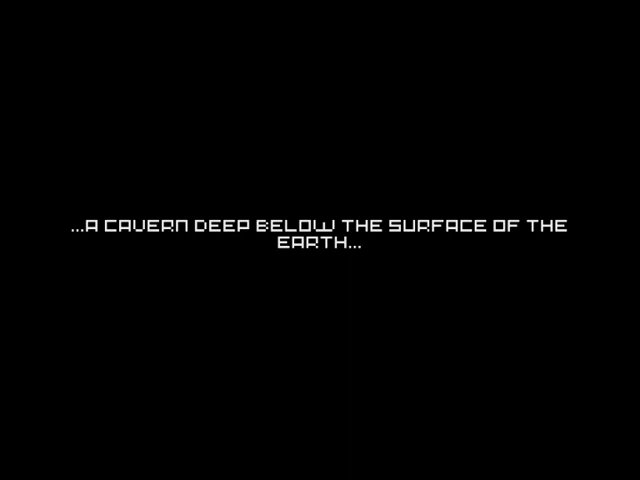 ...A CAVERN DEEP BELOW THE SURFACE OF THE
EARTH...